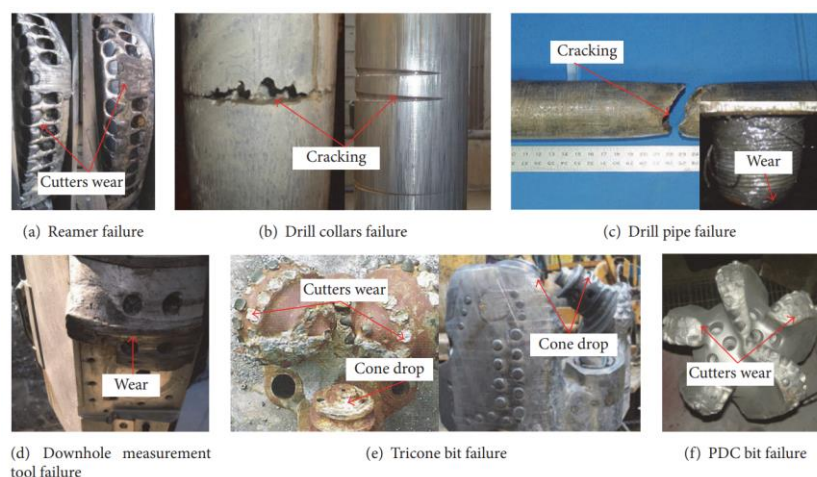 Cutters wear
Cracking
Cracking
Wear
(a) Reamer failure
(b) Drill collars failure
(c) Drill pipe failure
Wear
Cutters wear
Cone drop
Cone drop
Cutters wear
(d) Downhole measurement
tool failure
(e) Tricone bit failure
(f) PDC bit failure